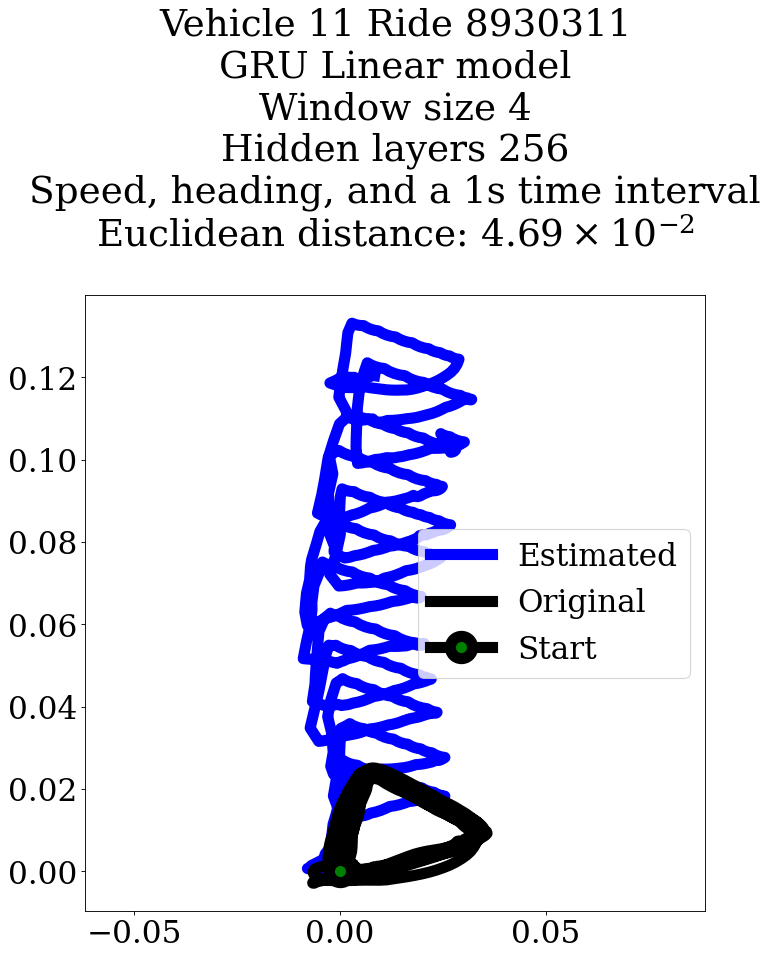 Vehicle 11 Ride 8930311
GRU Linear model
Window size 4
Hidden layers 256
Speed, heading, and a 1s time interval
Euclidean distance: 4.69 × 10⁻²
0.12
0.10
0.08
0.06
0.04
0.02
0.00
Estimated
Original
Start
−0.05 0.00 0.05